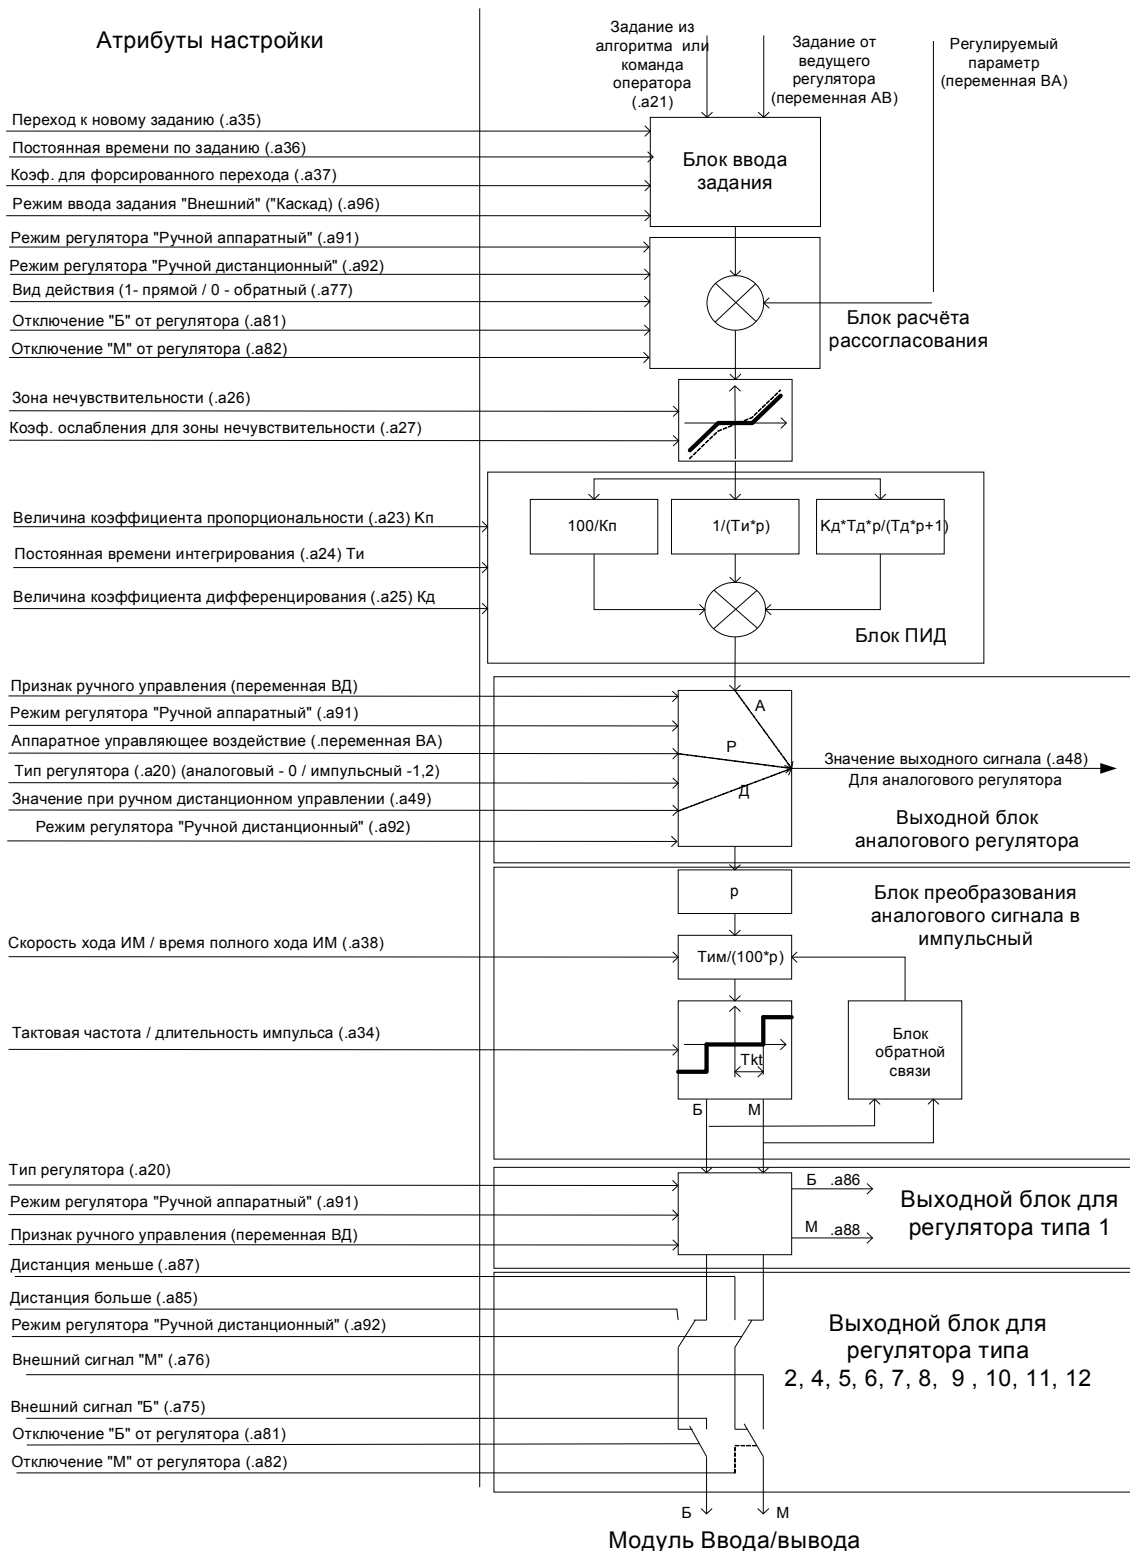 Атрибуты настройки
Задание из
алгоритма или
команда
оператора
(.а21)
Задание от
ведущего
регулятора
(переменная АВ)
Регулируемый
параметр
(переменная ВА)
Переход к новому заданию (.а35)
Постоянная времени по заданию (.а36)
Коэф. для форсированного перехода (.а37)
Режим ввода задания "Внешний" ("Каскад) (.а96)
Блок ввода
задания
Режим регулятора "Ручной аппаратный" (.а91)
Режим регулятора "Ручной дистанционный" (.а92)
Вид действия (1- прямой / 0 - обратный (.а77)
Отключение "Б" от регулятора (.а81)
Отключение "М" от регулятора (.а82)
Блок расчёта
рассогласования
Зона нечувствительности (.а26)
Коэф. ослабления для зоны нечувствительности (.а27)
Величина коэффициента пропорциональности (.а23) Кп
Постоянная времени интегрирования (.а24) Ти
Величина коэффициента дифференцирования (.а25) Кд
100/Кп
1/(Ти*р)
Кд*Тд*р/(Тд*р+1)
Блок ПИД
Признак ручного управления (переменная ВД)
Режим регулятора "Ручной аппаратный" (.а91)
Аппаратное управляющее воздействие (.переменная ВА)
Тип регулятора (.а20) (аналоговый - 0 / импульсный -1,2)
Значение при ручном дистанционном управлении (.а49)
Режим регулятора "Ручной дистанционный" (.а92)
А
Р
Д
Значение выходного сигнала (.а48)
Для аналогового регулятора
Выходной блок
аналогового регулятора
р
Блок преобразования
аналогового сигнала в
импульсный
Скорость хода ИМ / время полного хода ИМ (.а38)
Тим/(100*р)
Тактовая частота / длительность импульса (.а34)
Tkt
Блок
обратной
связи
Б
М
Тип регулятора (.а20)
Режим регулятора "Ручной аппаратный" (.а91)
Признак ручного управления (переменная ВД)
Б .а86
М .а88
Выходной блок для
регулятора типа 1
Дистанция меньше (.а87)
Дистанция больше (.а85)
Режим регулятора "Ручной дистанционный" (.а92)
Внешний сигнал "М" (.а76)
Внешний сигнал "Б" (.а75)
Отключение "Б" от регулятора (.а81)
Отключение "М" от регулятора (.а82)
Выходной блок для
регулятора типа
2, 4, 5, 6, 7, 8, 9 , 10, 11, 12
Б
М
Модуль Ввода/вывода